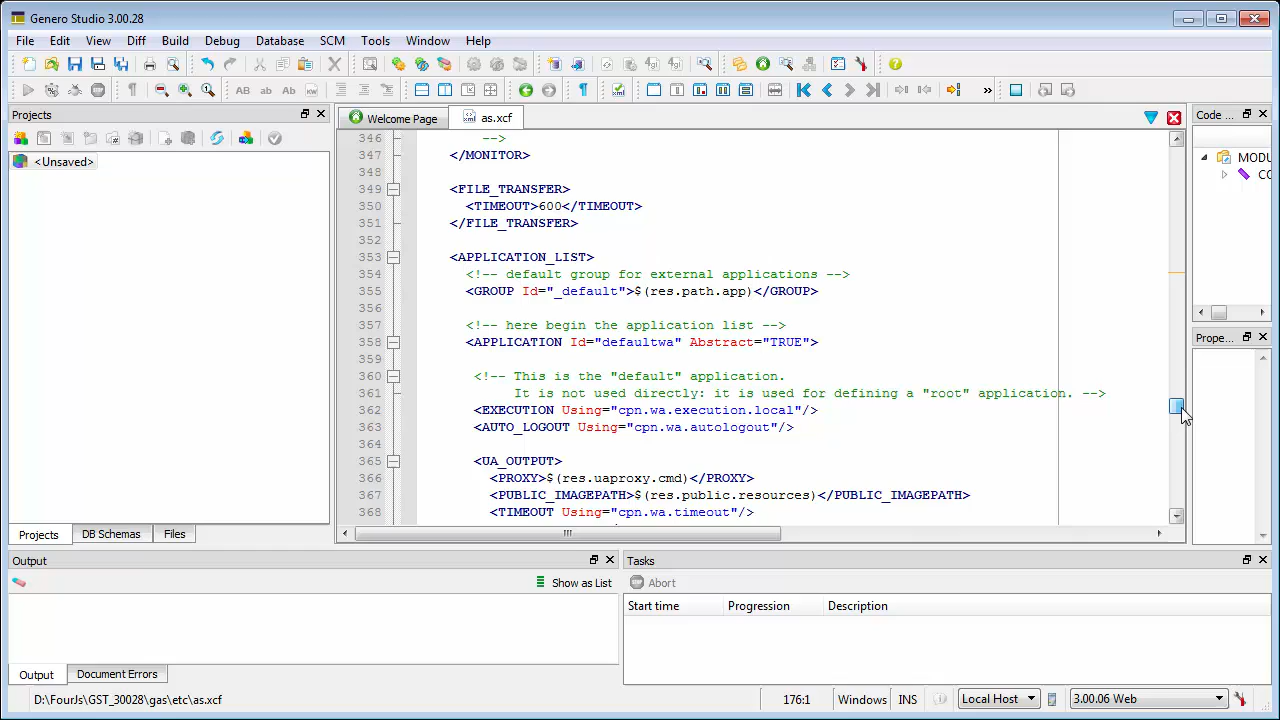 Genero Studio 3.00.28
File Edit View Diff Build Debug Database SCM Tools Window Help
Projects
<Unsaved>
Projects DB Schemas Files
Welcome Page as.xcf
346 -->
347 </MONITOR>
348
349 <FILE_TRANSFER>
350 <TIMEOUT>600</TIMEOUT>
351 </FILE_TRANSFER>
352
353 <APPLICATION_LIST>
354 <!-- default group for external applications -->
355 <GROUP Id="_default">$(res.path.app)</GROUP>
356
357 <!-- here begin the application list -->
358 <APPLICATION Id="defaultwa" Abstract="TRUE">
359
360 <!-- This is the "default" application.
361 It is not used directly: it is used for defining a "root" application. -->
362 <EXECUTION Using="cpn.wa.execution.local"/>
363 <AUTO_LOGOUT Using="cpn.wa.autologout"/>
364
365 <UA_OUTPUT>
366 <PROXY>$(res.uaproxy.cmd)</PROXY>
367 <PUBLIC_IMAGEPATH>$(res.public.resources)</PUBLIC_IMAGEPATH>
368 <TIMEOUT Using="cpn.wa.timeout"/>
Code ...
MODU
CO
Prope...
Output
Show as List
Output Document Errors
Tasks
Abort
Start time Progression Description
D:\FourJs\GST_30028\gas\etc\as.xcf 176:1 Windows INS Local Host 3.00.06 Web